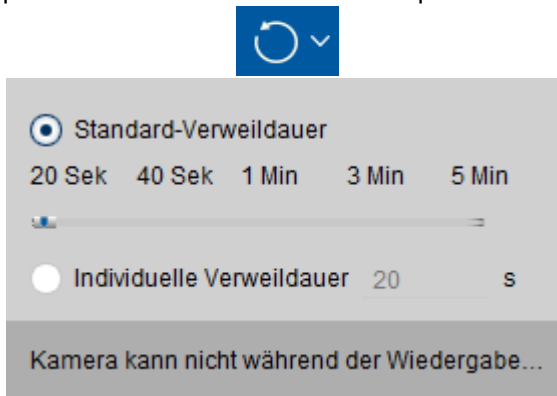 Standard-Verweildauer
20 Sek 40 Sek 1 Min 3 Min 5 Min
Individuelle Verweildauer 20 s
Kamera kann nicht während der Wiedergabe...